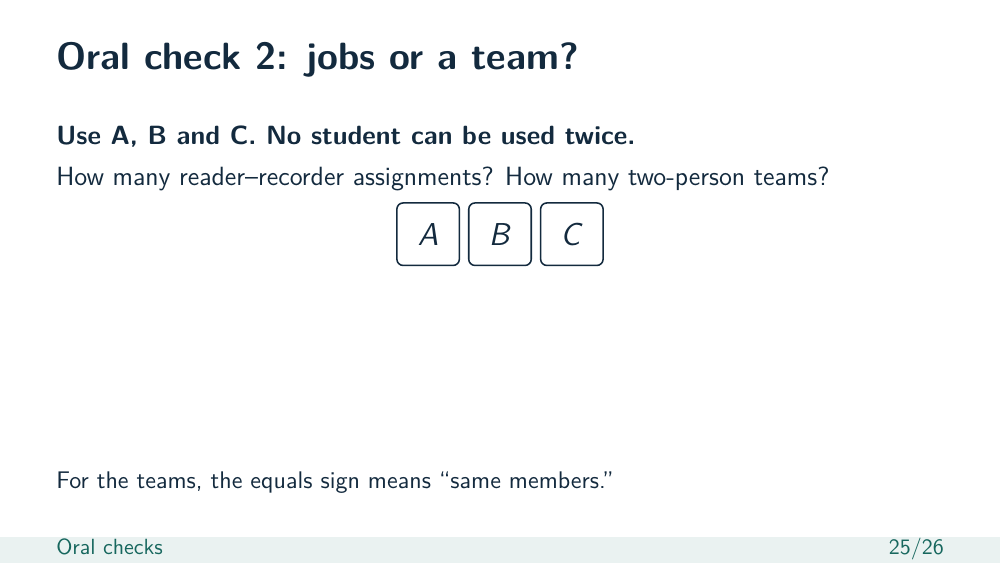 Oral check 2: jobs or a team?
Use A, B and C. No student can be used twice.
How many reader–recorder assignments? How many two-person teams?
A B C
For the teams, the equals sign means “same members.”
Oral checks 25/26